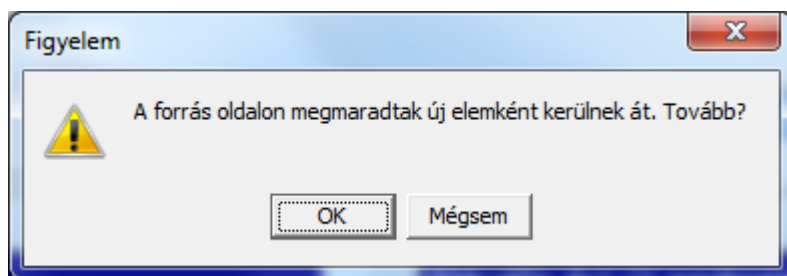 Figyelem
A forrás oldalon megmaradtak új elemként kerülnek át. Tovább?
OK
Mégsem